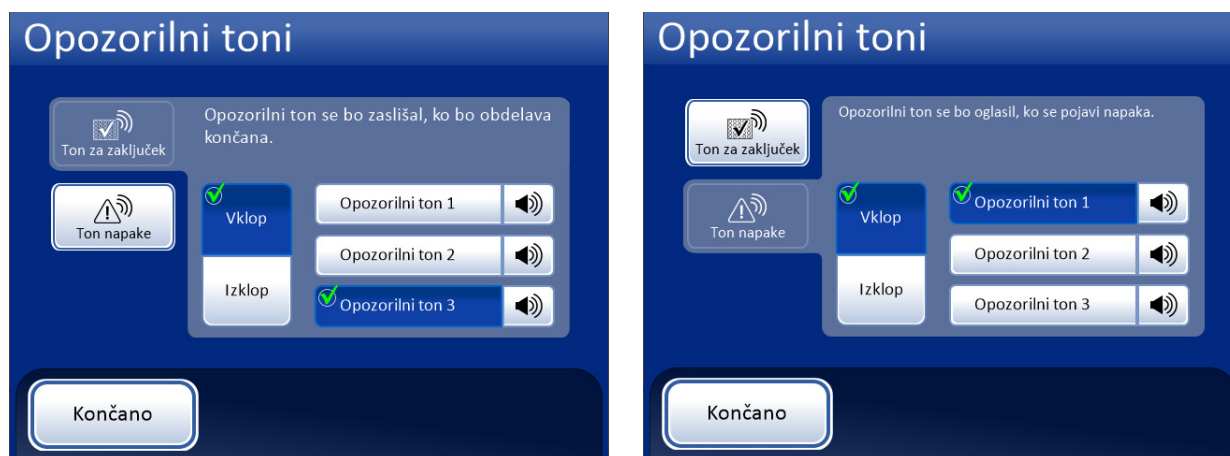 Opozorilni toni
Ton za zaključek
Opozorilni ton se bo zaslišal, ko bo obdelava
končana.
Ton napake
Vklop
Izklop
Opozorilni ton 1
Opozorilni ton 2
Opozorilni ton 3
Končano
Opozorilni toni
Ton za zaključek
Opozorilni ton se bo oglasil, ko se pojavi napaka.
Ton napake
Vklop
Izklop
Opozorilni ton 1
Opozorilni ton 2
Opozorilni ton 3
Končano